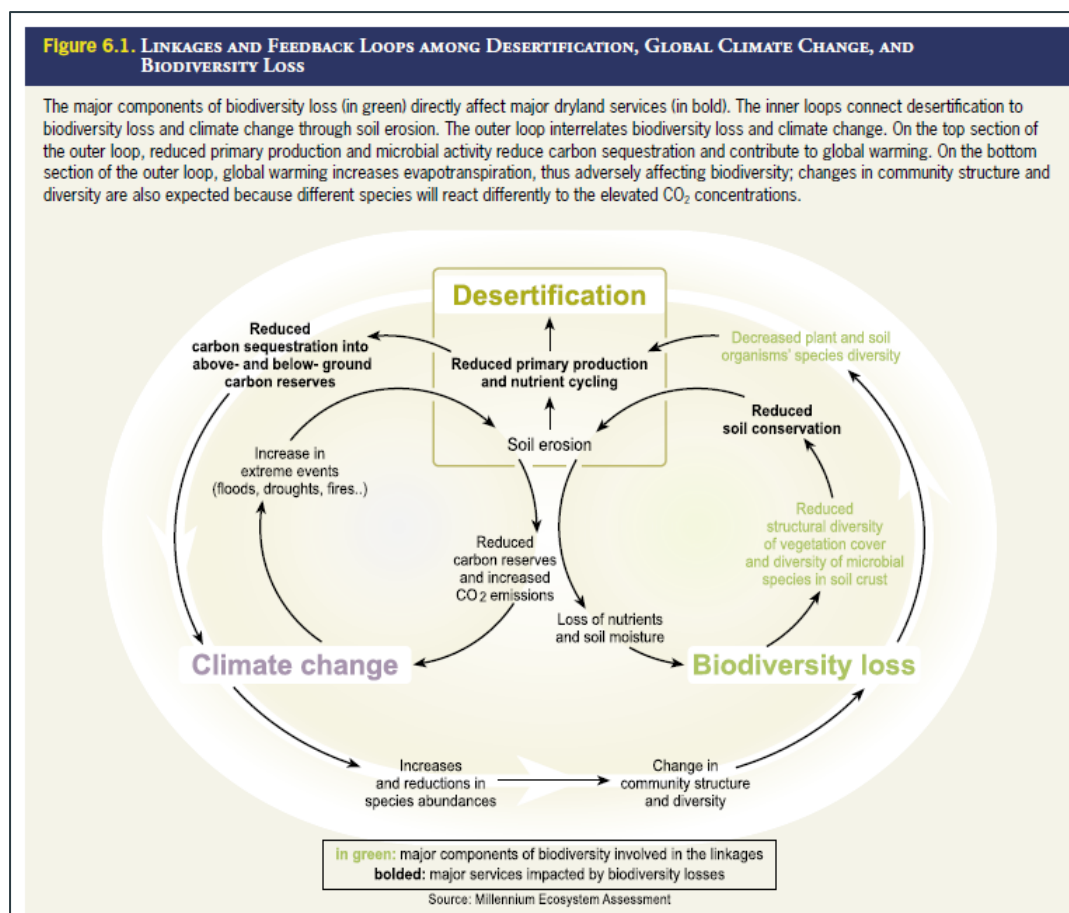 Figure 6.1. Linkages and Feedback Loops among Desertification, Global Climate Change, and
Biodiversity Loss
The major components of biodiversity loss (in green) directly affect major dryland services (in bold). The inner loops connect desertification to
biodiversity loss and climate change through soil erosion. The outer loop interrelates biodiversity loss and climate change. On the top section of
the outer loop, reduced primary production and microbial activity reduce carbon sequestration and contribute to global warming. On the bottom
section of the outer loop, global warming increases evapotranspiration, thus adversely affecting biodiversity; changes in community structure and
diversity are also expected because different species will react differently to the elevated CO2 concentrations.
Desertification
Reduced
carbon sequestration into
above- and below- ground
carbon reserves
Reduced primary production
and nutrient cycling
Decreased plant and soil
organisms' species diversity
Reduced
soil conservation
Soil erosion
Increase in
extreme events
(floods, droughts, fires..)
Reduced
structural diversity
of vegetation cover
and diversity of microbial
species in soil crust
Reduced
carbon reserves
and increased
CO2 emissions
Loss of nutrients
and soil moisture
Climate change
Biodiversity loss
Increases
and reductions in
species abundances
Change in
community structure
and diversity
in green: major components of biodiversity involved in the linkages
bolded: major services impacted by biodiversity losses
Source: Millennium Ecosystem Assessment